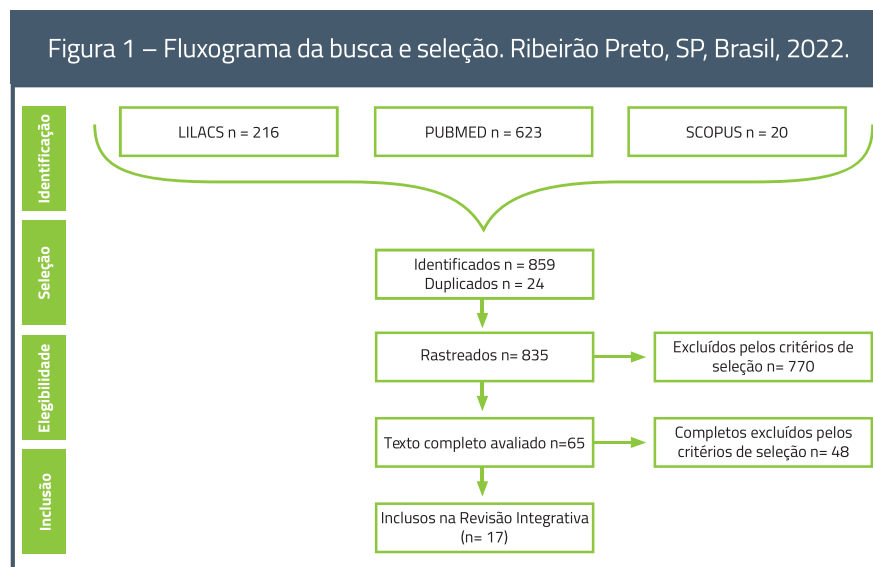 Figura 1 – Fluxograma da busca e seleção. Ribeirão Preto, SP, Brasil, 2022.
Identificação
LILACS n = 216
PUBMED n = 623
SCOPUS n = 20
Seleção
Identificados n = 859
Duplicados n = 24
Elegibilidade
Rastreados n= 835
Excluídos pelos critérios de
seleção n= 770
Texto completo avaliado n=65
Completos excluídos pelos
critérios de seleção n= 48
Inclusão
Inclusos na Revisão Integrativa
(n= 17)